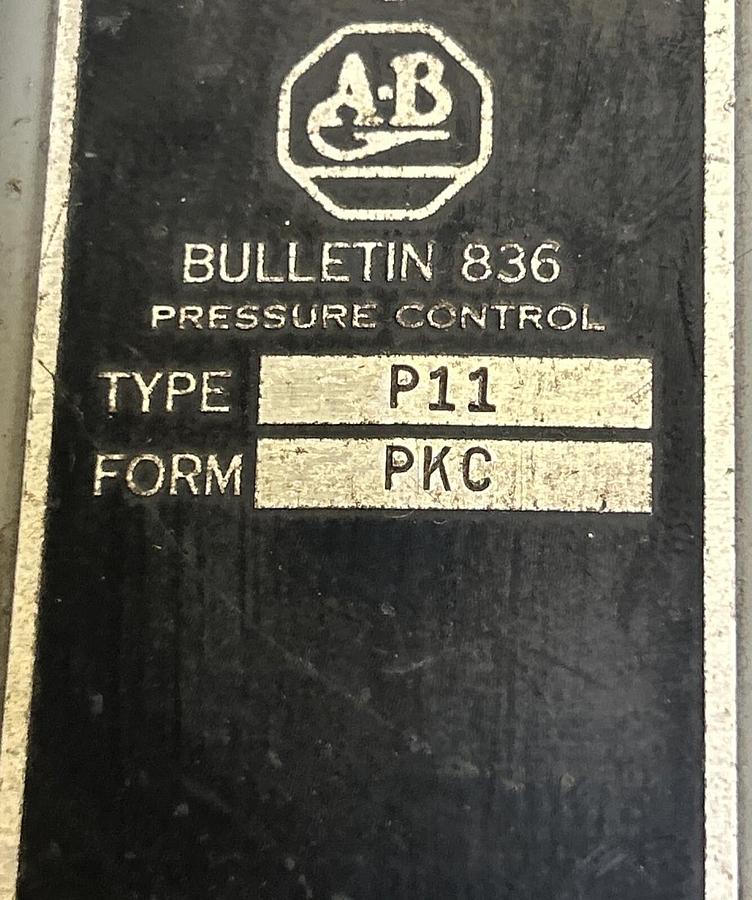 A-B
BULLETIN 836
PRESSURE CONTROL
TYPE P11
FORM PKC